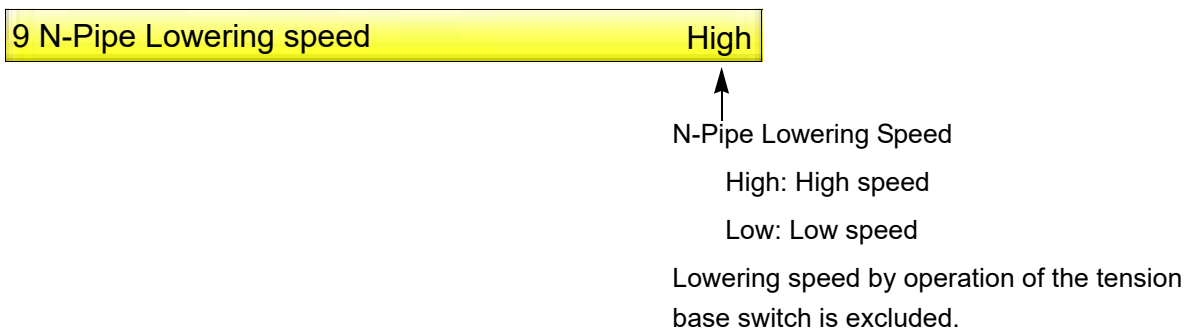 9 N-Pipe Lowering speed High
N-Pipe Lowering Speed
High: High speed
Low: Low speed
Lowering speed by operation of the tension
base switch is excluded.